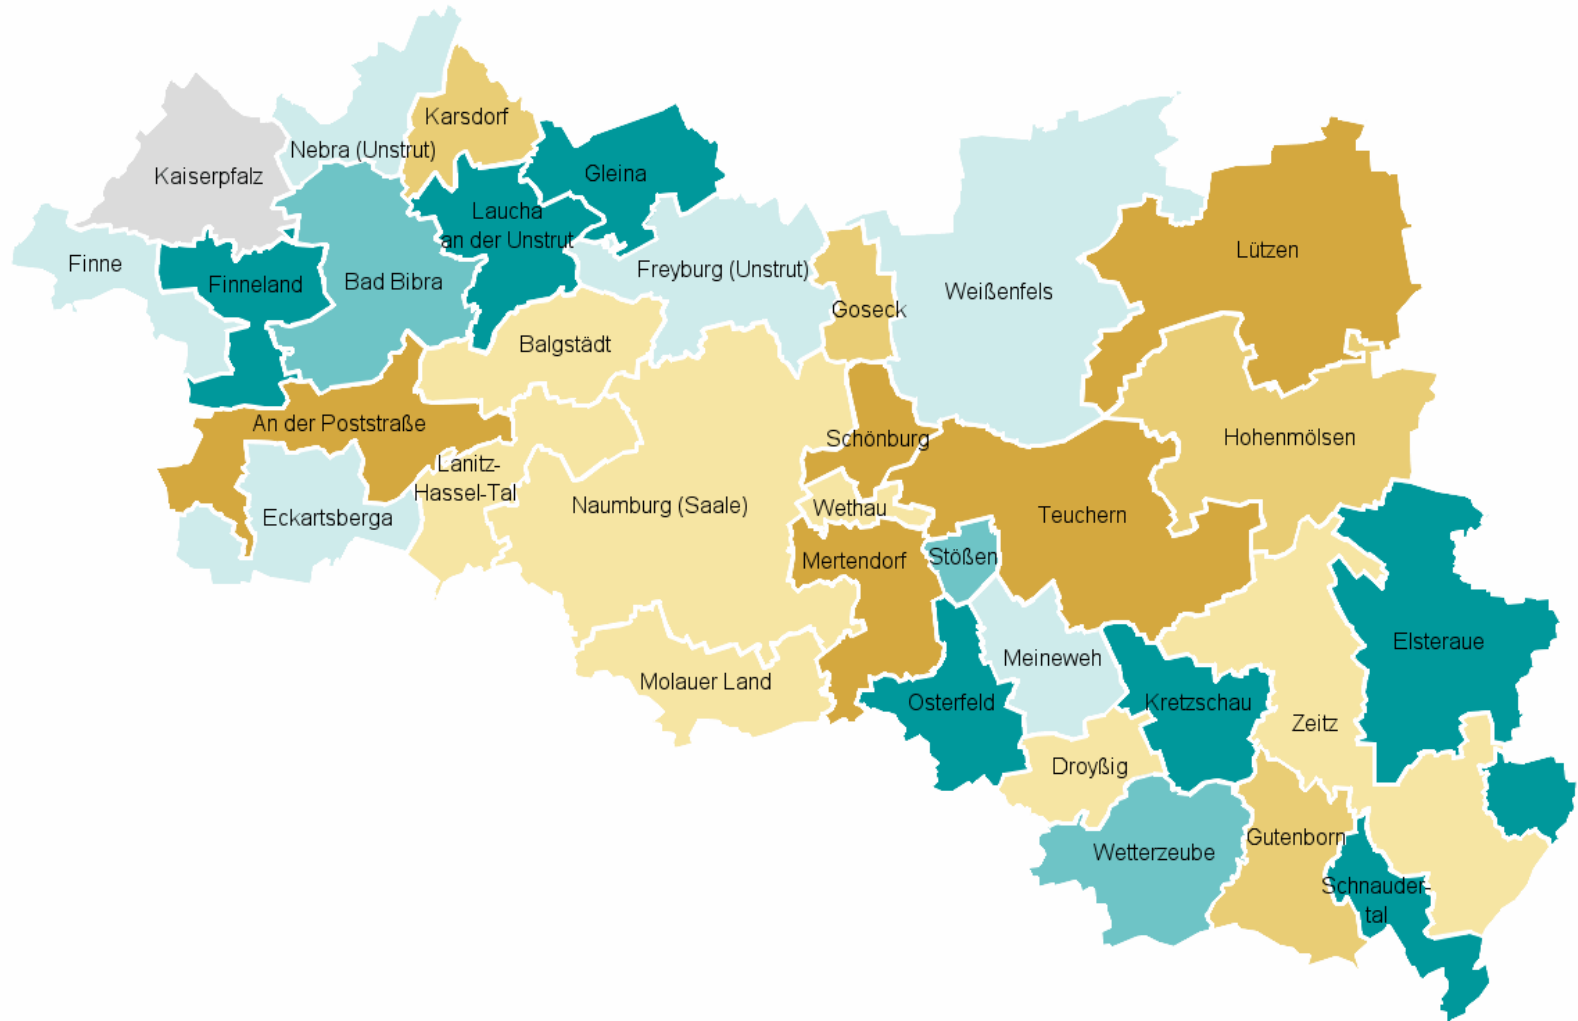 Karsdorf
Nebra (Unstrut)
Kaiserpfalz
Gleina
Laucha
an der Unstrut
Finne
Finneland
Bad Bibra
Freyburg (Unstrut)
Goseck
Weißenfels
Lützen
Balgstädt
An der Poststraße
Schönburg
Hohenmölsen
Lanitz-
Hassel-Tal
Eckartsberga
Naumburg (Saale)
Wethau
Teuchern
Mertendorf
Stößen
Elsteraue
Meineweh
Molauer Land
Osterfeld
Kretzschau
Zeitz
Droyßig
Wetterzeube
Gutenborn
Schnauder-
tal